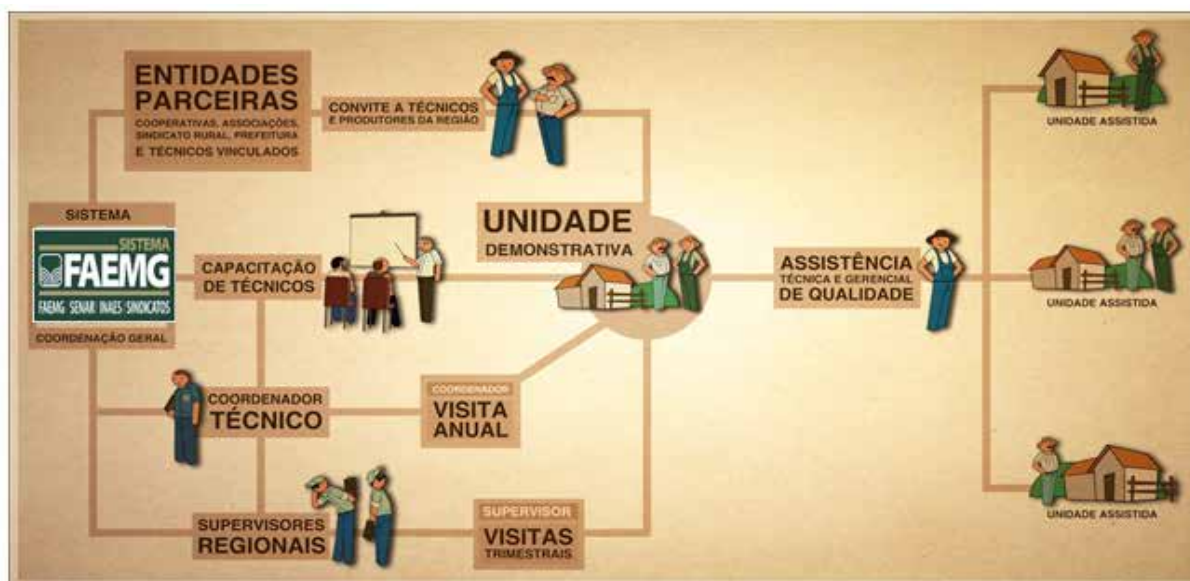 ENTIDADES
PARCEIRAS
COOPERATIVAS, ASSOCIAÇÕES,
SINDICATO RURAL, PREFEITURA
E TÉCNICOS VINCULADOS
CONVITE A TÉCNICOS
E PRODUTORES DA REGIÃO
UNIDADE ASSISTIDA
SISTEMA
SISTEMA
FAEMG
FAEMG SENAR INAES SINDICATOS
COORDENAÇÃO GERAL
CAPACITAÇÃO
DE TÉCNICOS
UNIDADE
DEMONSTRATIVA
ASSISTÊNCIA
TÉCNICA E GERENCIAL
DE QUALIDADE
UNIDADE ASSISTIDA
COORDENADOR
TÉCNICO
COORDENADOR
VISITA
ANUAL
SUPERVISORES
REGIONAIS
SUPERVISOR
VISITAS
TRIMESTRAIS
UNIDADE ASSISTIDA